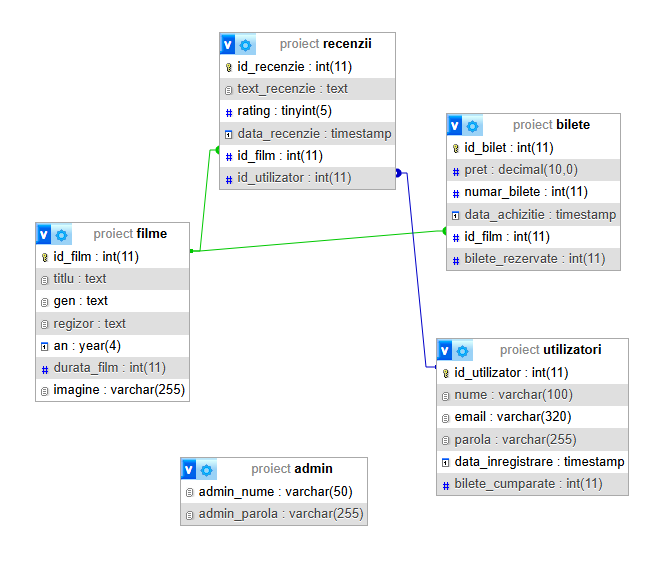 proiect recenzii
id_recenzie : int(11)
text_recenzie : text
rating : tinyint(5)
data_recenzie : timestamp
id_film : int(11)
id_utilizator : int(11)
proiect bilete
id_bilet : int(11)
pret : decimal(10,0)
numar_bilete : int(11)
data_achizitie : timestamp
id_film : int(11)
bilete_rezervate : int(11)
proiect filme
id_film : int(11)
titlu : text
gen : text
regizor : text
an : year(4)
durata_film : int(11)
imagine : varchar(255)
proiect utilizatori
id_utilizator : int(11)
nume : varchar(100)
email : varchar(320)
parola : varchar(255)
data_inregistrare : timestamp
bilete_cumparate : int(11)
proiect admin
admin_nume : varchar(50)
admin_parola : varchar(255)